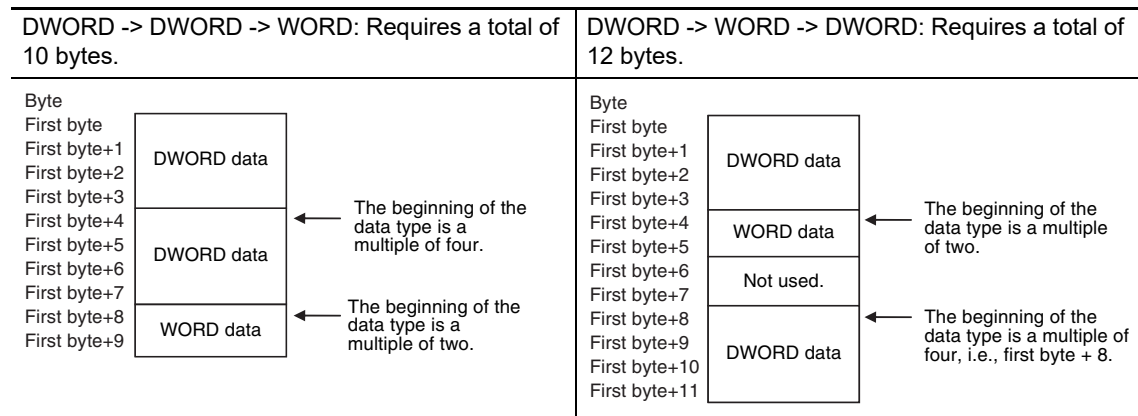 DWORD -> DWORD -> WORD: Requires a total of
10 bytes.
Byte
First byte
First byte+1
First byte+2
First byte+3
First byte+4
First byte+5
First byte+6
First byte+7
First byte+8
First byte+9
DWORD data
DWORD data
WORD data
The beginning of the
data type is a
multiple of four.
The beginning of the
data type is a
multiple of two.
DWORD -> WORD -> DWORD: Requires a total of
12 bytes.
Byte
First byte
First byte+1
First byte+2
First byte+3
First byte+4
First byte+5
First byte+6
First byte+7
First byte+8
First byte+9
First byte+10
First byte+11
DWORD data
WORD data
Not used.
DWORD data
The beginning of the
data type is a multiple
of two.
The beginning of the
data type is a multiple of
four, i.e., first byte + 8.